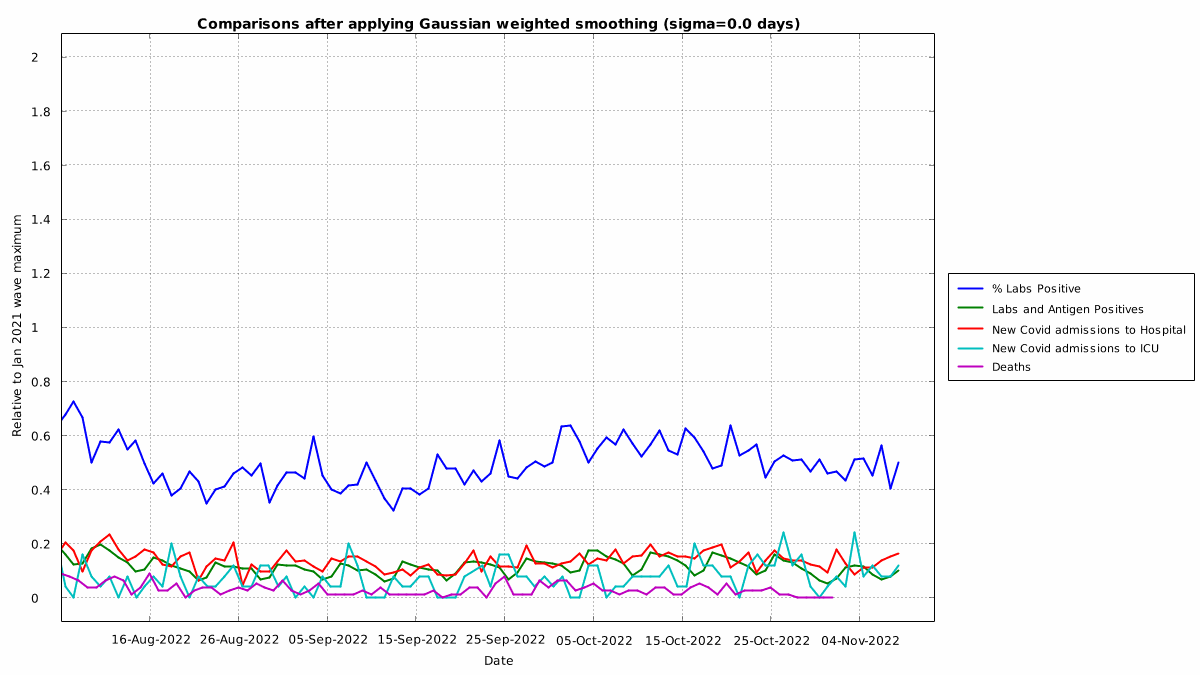 Comparisons after applying Gaussian weighted smoothing (sigma=0.0 days)
Relative to Jan 2021 wave maximum
2
1.8
1.6
1.4
1.2
1
0.8
0.6
0.4
0.2
0
16-Aug-2022 26-Aug-2022 05-Sep-2022 15-Sep-2022 25-Sep-2022 05-Oct-2022 15-Oct-2022 25-Oct-2022 04-Nov-2022
Date
% Labs Positive
Labs and Antigen Positives
New Covid admissions to Hospital
New Covid admissions to ICU
Deaths